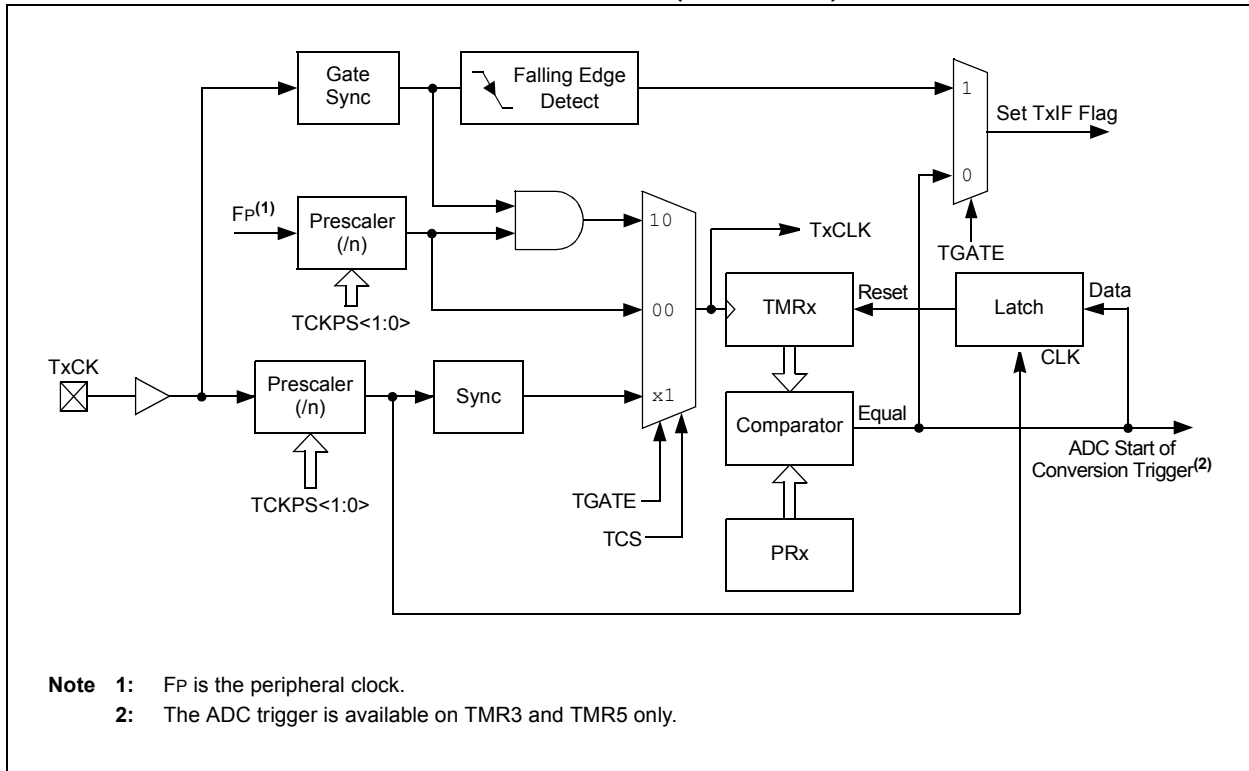 Gate
Sync
Falling Edge
Detect
1
Set TxIF Flag
0
TGATE
FP(1)
Prescaler
(/n)
TCKPS<1:0>
10
00
x1
TxCLK
TMRx
Reset
Latch
Data
CLK
TxCK
Prescaler
(/n)
Sync
TCKPS<1:0>
TGATE
TCS
Comparator
Equal
ADC Start of
Conversion Trigger(2)
PRx
Note 1: FP is the peripheral clock.
2: The ADC trigger is available on TMR3 and TMR5 only.